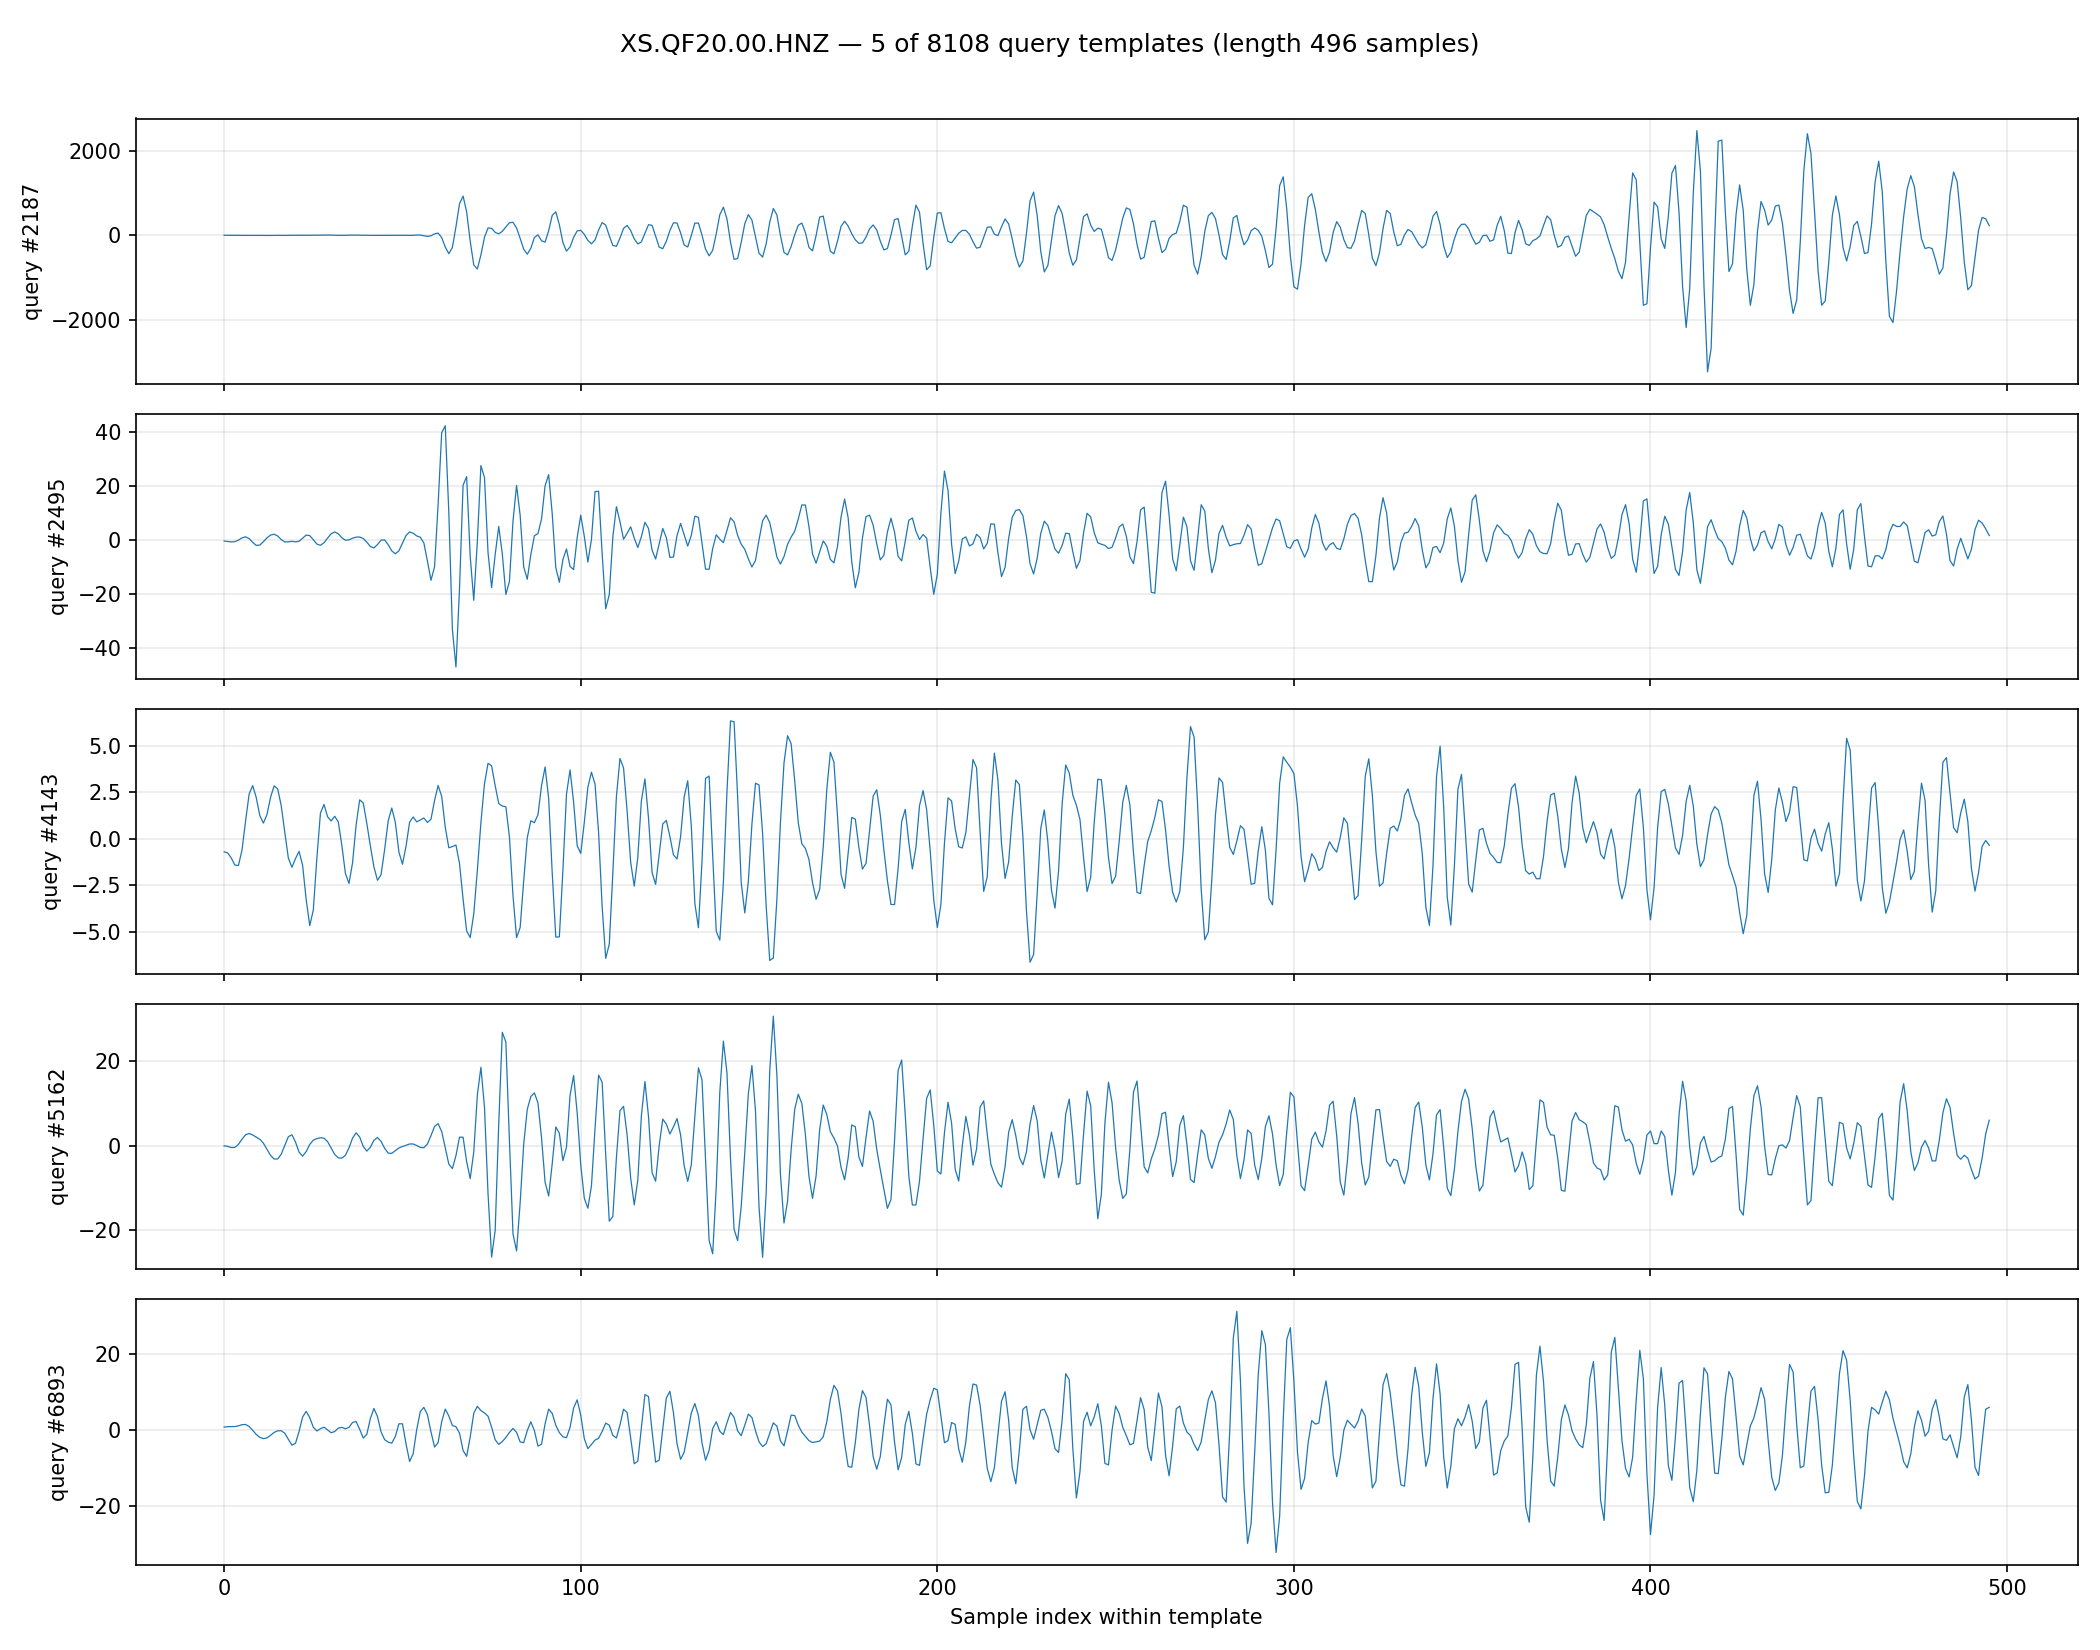 XS.QF20.00.HNZ — 5 of 8108 query templates (length 496 samples)
query #2187
2000
0
−2000
query #2495
40
20
0
−20
−40
query #4143
5.0
2.5
0.0
−2.5
−5.0
query #5162
20
0
−20
query #6893
20
0
−20
0 100 200 300 400 500
Sample index within template